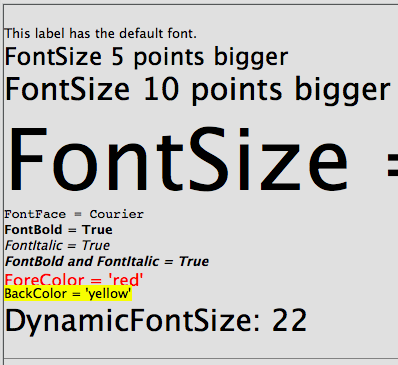 This label has the default font.
FontSize 5 points bigger
FontSize 10 points bigger
FontSize =
FontFace = Courier
FontBold = True
FontItalic = True
FontBold and FontItalic = True
ForeColor = 'red'
BackColor = 'yellow'
DynamicFontSize: 22